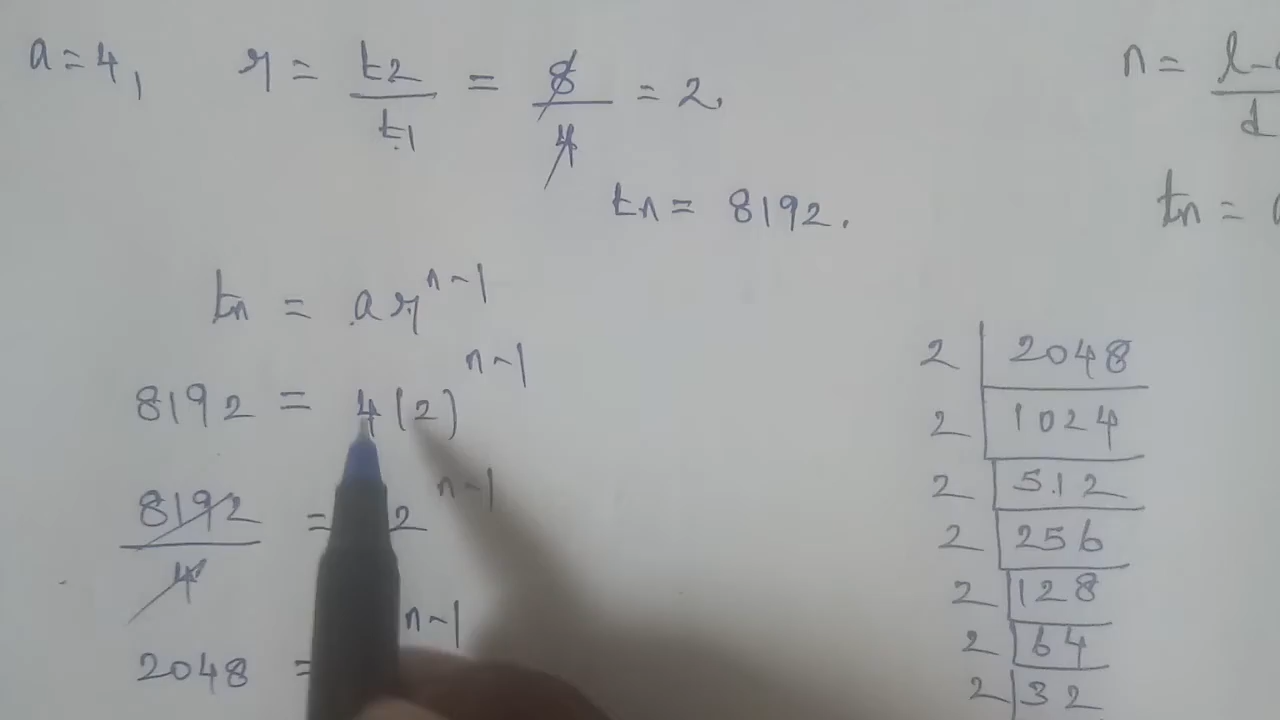 a = 4, r = t2/t1 = 8/4 = 2.
tn = 8192.
tn = ar^n-1
8192 = 4(2)^n-1
8192/4 = 2^n-1
2048 = ^n-1
n = l-/d
tn =
2 | 2048
2 | 1024
2 | 512
2 | 256
2 | 128
2 | 64
2 | 32